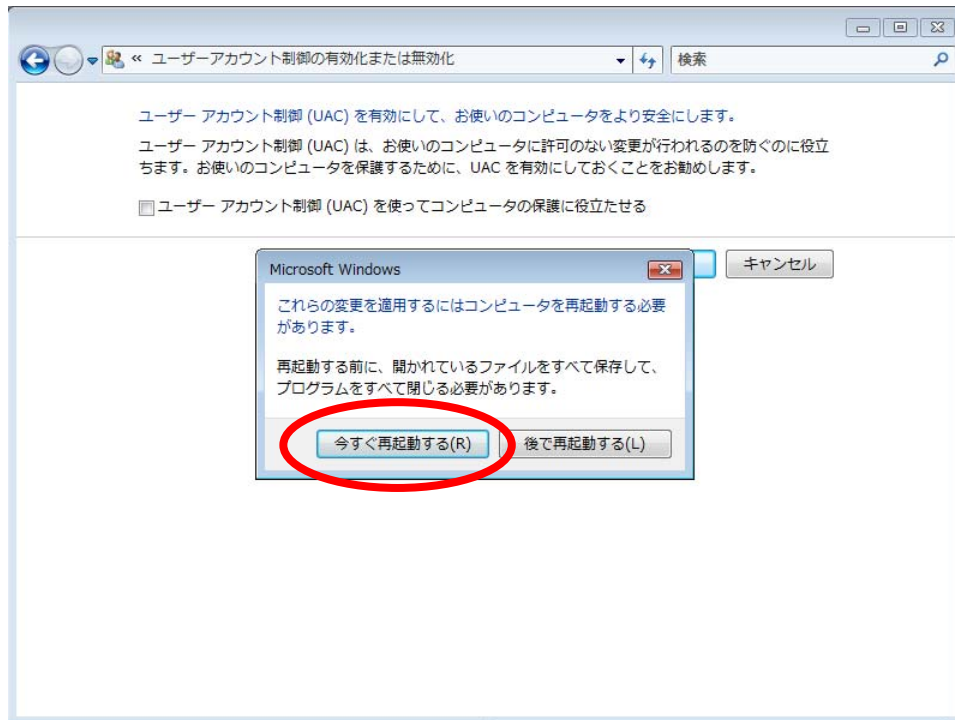 « ユーザーアカウント制御の有効化または無効化
検索
ユーザー アカウント制御 (UAC) を有効にして、お使いのコンピュータをより安全にします。
ユーザー アカウント制御 (UAC) は、お使いのコンピュータに許可のない変更が行われるのを防ぐのに役立
ちます。お使いのコンピュータを保護するために、UAC を有効にしておくことをお勧めします。
ユーザー アカウント制御 (UAC) を使ってコンピュータの保護に役立たせる
キャンセル
Microsoft Windows
これらの変更を適用するにはコンピュータを再起動する必要
があります。
再起動する前に、開かれているファイルをすべて保存して、
プログラムをすべて閉じる必要があります。
今すぐ再起動する(R)
後で再起動する(L)